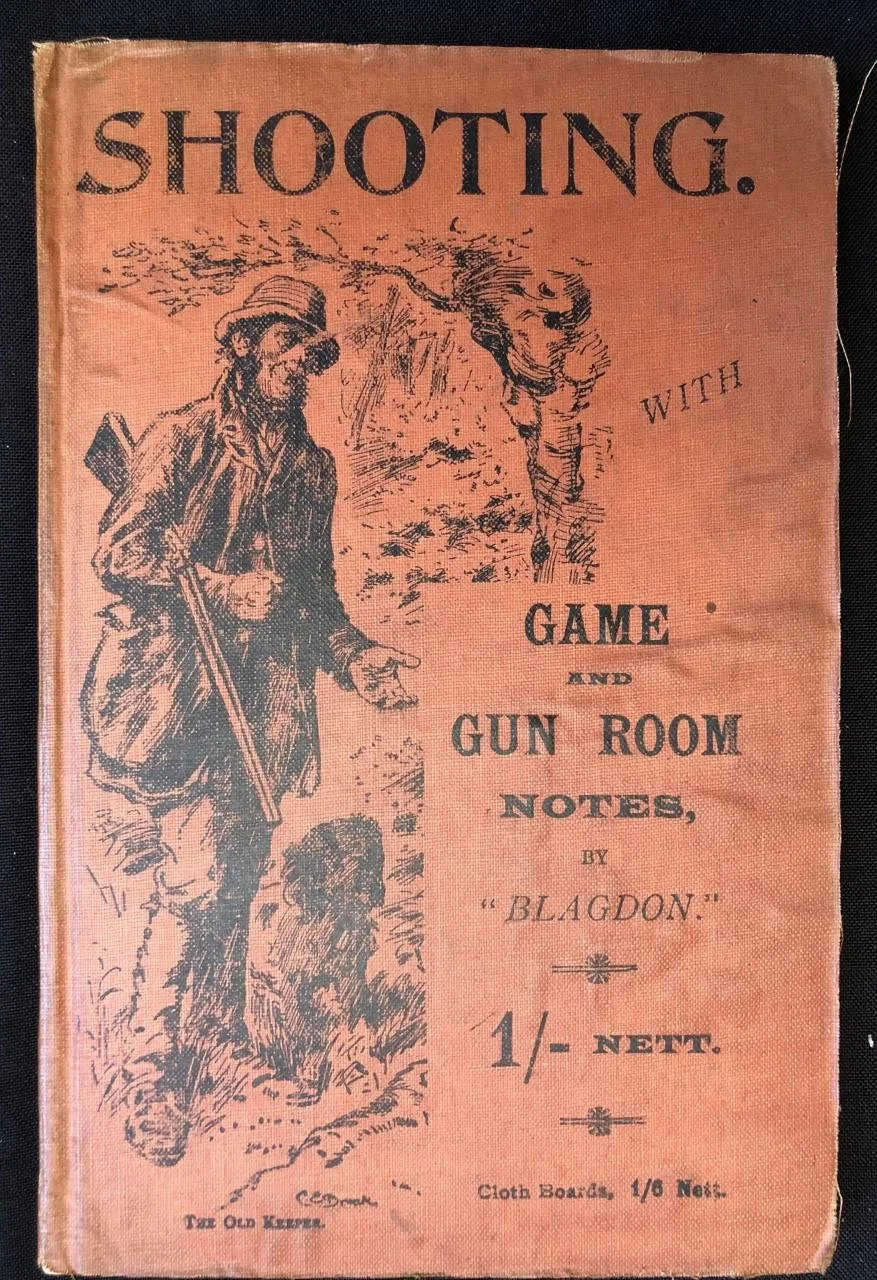 SHOOTING.
WITH
GAME
AND
GUN ROOM
NOTES,
BY
"BLAGDON."
1/- NETT.
Cloth Boards, 1/6 Nett.
THE OLD KEEPER.